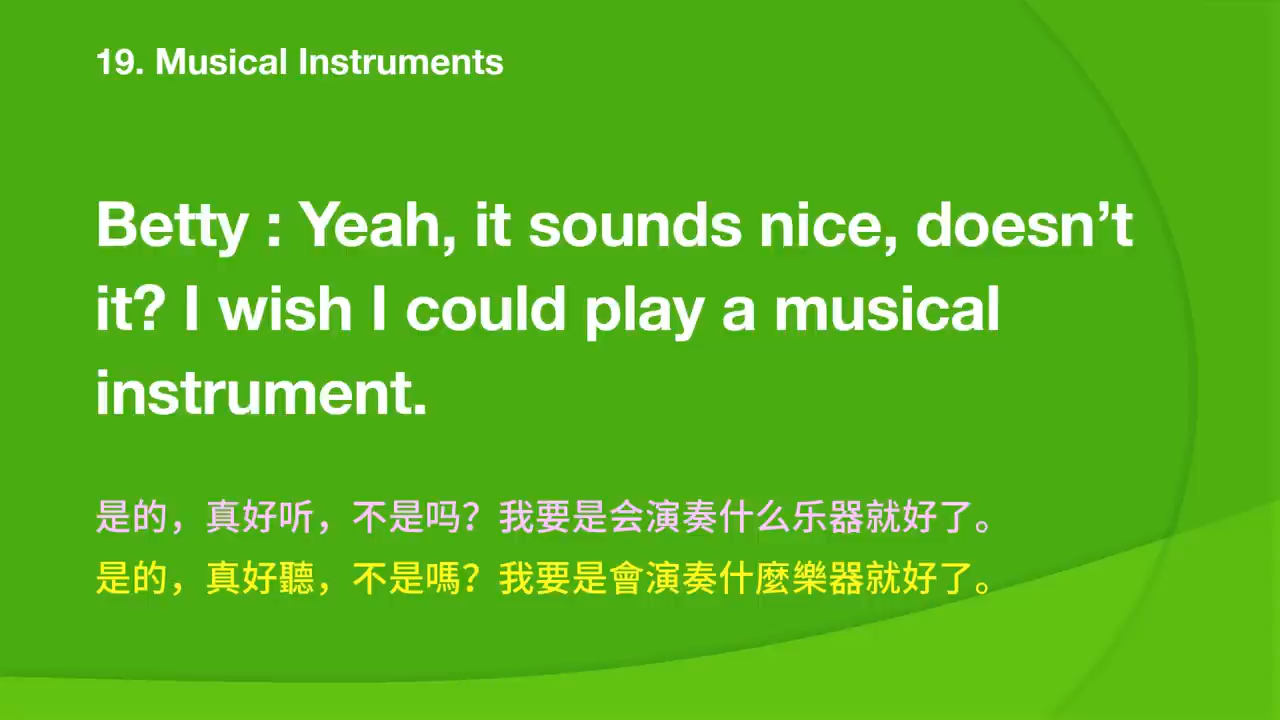 19. Musical Instruments
Betty : Yeah, it sounds nice, doesn’t
it? I wish I could play a musical
instrument.
是的，真好听，不是吗？我要是会演奏什么乐器就好了。
是的，真好聽，不是嗎？我要是會演奏什麼樂器就好了。